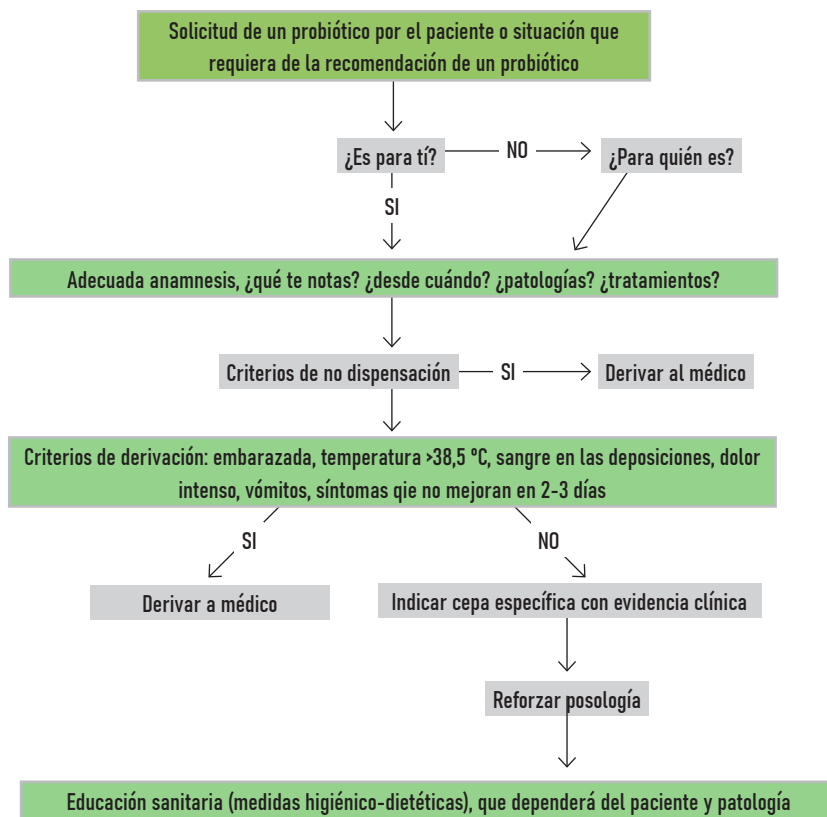 Solicitud de un probiótico por el paciente o situación que
requiera de la recomendación de un probiótico
¿Es para tí?
NO
¿Para quién es?
SI
Adecuada anamnesis, ¿qué te notas? ¿desde cuándo? ¿patologías? ¿tratamientos?
Criterios de no dispensación
SI
Derivar al médico
Criterios de derivación: embarazada, temperatura >38,5 ºC, sangre en las deposiciones, dolor
intenso, vómitos, síntomas qie no mejoran en 2-3 días
SI
NO
Derivar a médico
Indicar cepa específica con evidencia clínica
Reforzar posología
Educación sanitaria (medidas higiénico-dietéticas), que dependerá del paciente y patología